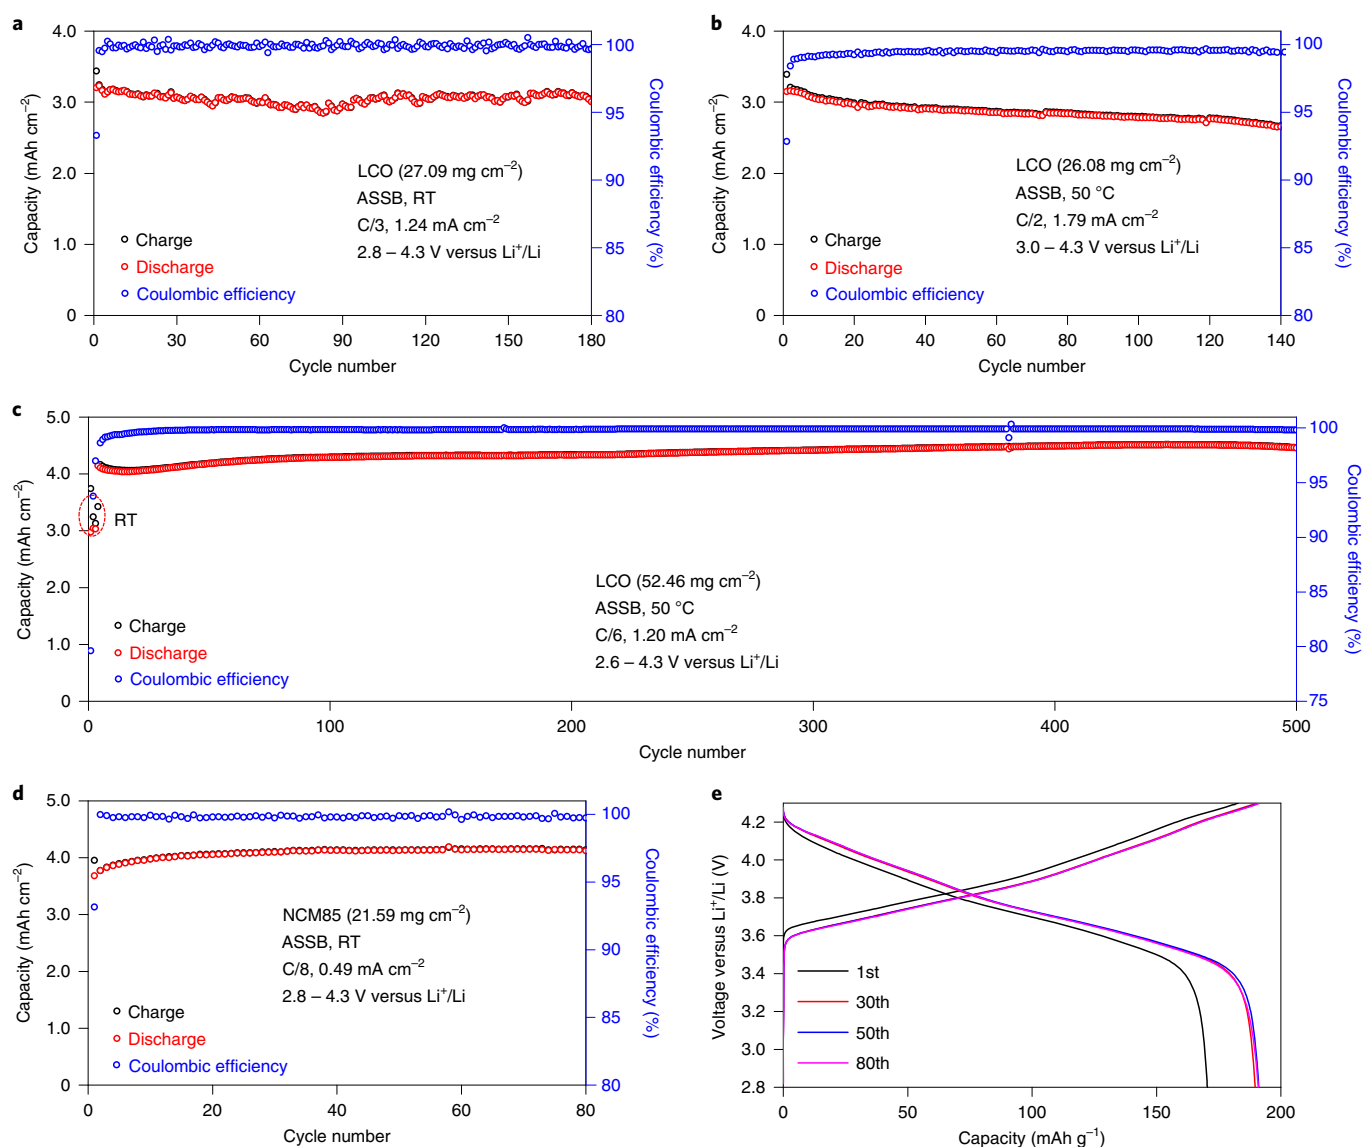 a
4.0
3.0
2.0
1.0
0
100
95
90
85
80
Capacity (mAh cm⁻²)
Coulombic efficiency (%)
LCO (27.09 mg cm⁻²)
ASSB, RT
C/3, 1.24 mA cm⁻²
2.8 – 4.3 V versus Li⁺/Li
Charge
Discharge
Coulombic efficiency
0 30 60 90 120 150 180
Cycle number
b
4.0
3.0
2.0
1.0
0
100
95
90
85
80
Capacity (mAh cm⁻²)
Coulombic efficiency (%)
LCO (26.08 mg cm⁻²)
ASSB, 50 °C
C/2, 1.79 mA cm⁻²
3.0 – 4.3 V versus Li⁺/Li
Charge
Discharge
Coulombic efficiency
0 20 40 60 80 100 120 140
Cycle number
c
5.0
4.0
3.0
2.0
1.0
0
100
95
90
85
80
75
Capacity (mAh cm⁻²)
Coulombic efficiency (%)
RT
LCO (52.46 mg cm⁻²)
ASSB, 50 °C
C/6, 1.20 mA cm⁻²
2.6 – 4.3 V versus Li⁺/Li
Charge
Discharge
Coulombic efficiency
0 100 200 300 400 500
Cycle number
d
5.0
4.0
3.0
2.0
1.0
0
100
95
90
85
80
Capacity (mAh cm⁻²)
Coulombic efficiency (%)
NCM85 (21.59 mg cm⁻²)
ASSB, RT
C/8, 0.49 mA cm⁻²
2.8 – 4.3 V versus Li⁺/Li
Charge
Discharge
Coulombic efficiency
0 20 40 60 80
Cycle number
e
4.2
4.0
3.8
3.6
3.4
3.2
3.0
2.8
Voltage versus Li⁺/Li (V)
1st
30th
50th
80th
0 50 100 150 200
Capacity (mAh g⁻¹)